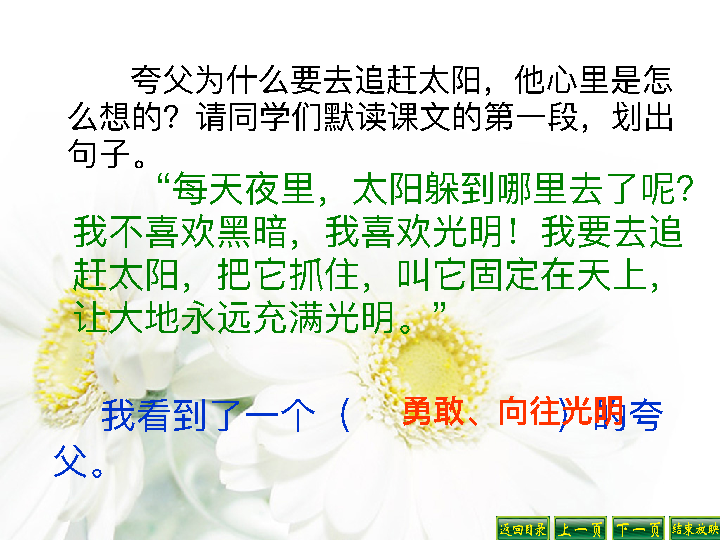 夸父为什么要去追赶太阳，他心里是怎
么想的？请同学们默读课文的第一段，划出
句子。
“每天夜里，太阳躲到哪里去了呢？
我不喜欢黑暗，我喜欢光明！我要去追
赶太阳，把它抓住，叫它固定在天上，
让大地永远充满光明。”
我看到了一个（勇敢、向往光明）的夸
父。
返回目录 上一页 下一页 结束放映